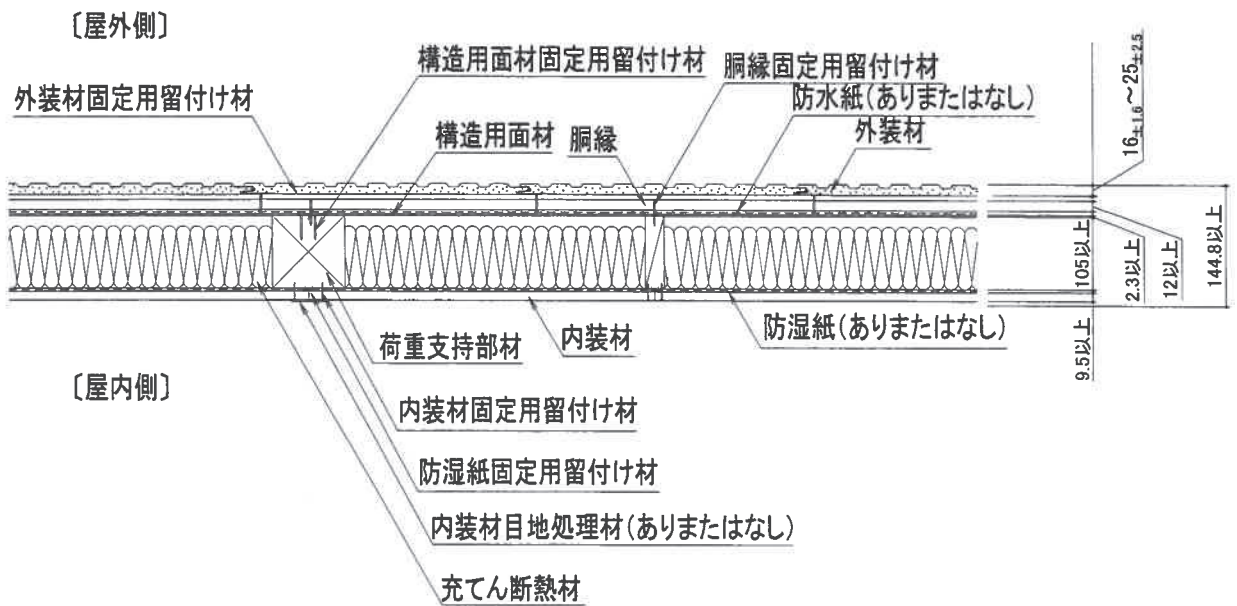 〔屋外側〕
構造用面材固定用留付け材
胴縁固定用留付け材
外装材固定用留付け材
防水紙(ありまたはなし)
構造用面材
胴縁
外装材
16±1.6～25±2.5
105以上
2.3以上
12以上
144.8以上
9.5以上
荷重支持部材
内装材
防湿紙(ありまたはなし)
〔屋内側〕
内装材固定用留付け材
防湿紙固定用留付け材
内装材目地処理材(ありまたはなし)
充てん断熱材